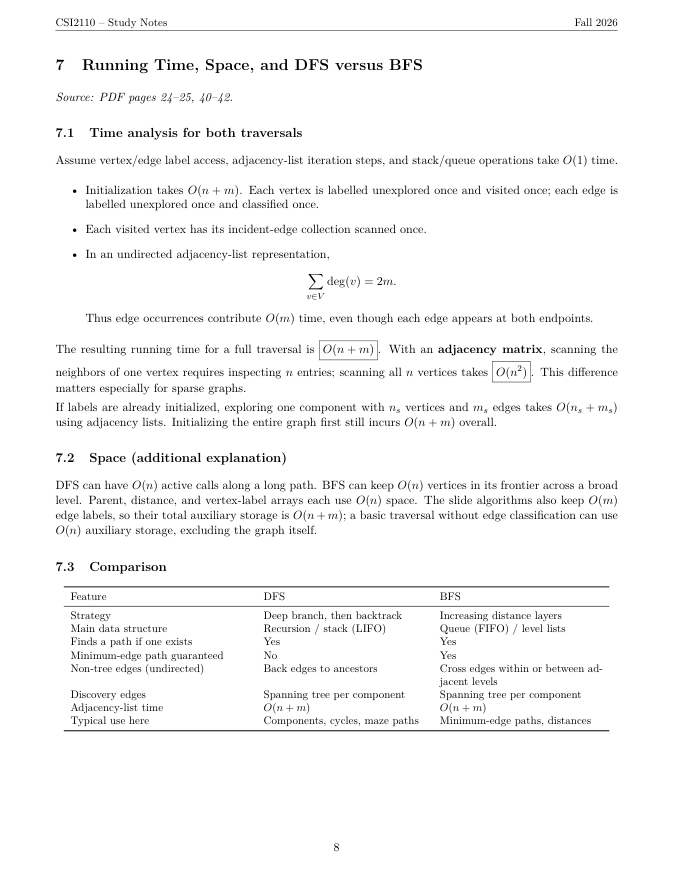 CSI2110 – Study Notes Fall 2026
7 Running Time, Space, and DFS versus BFS
Source: PDF pages 24–25, 40–42.
7.1 Time analysis for both traversals
Assume vertex/edge label access, adjacency-list iteration steps, and stack/queue operations take O(1) time.
• Initialization takes O(n + m). Each vertex is labelled unexplored once and visited once; each edge is
labelled unexplored once and classified once.
• Each visited vertex has its incident-edge collection scanned once.
• In an undirected adjacency-list representation,
∑ deg(v) = 2m.
v∈V
Thus edge occurrences contribute O(m) time, even though each edge appears at both endpoints.
The resulting running time for a full traversal is O(n + m). With an adjacency matrix, scanning the
neighbors of one vertex requires inspecting n entries; scanning all n vertices takes O(n²). This difference
matters especially for sparse graphs.
If labels are already initialized, exploring one component with nₛ vertices and mₛ edges takes O(nₛ + mₛ)
using adjacency lists. Initializing the entire graph first still incurs O(n + m) overall.
7.2 Space (additional explanation)
DFS can have O(n) active calls along a long path. BFS can keep O(n) vertices in its frontier across a broad
level. Parent, distance, and vertex-label arrays each use O(n) space. The slide algorithms also keep O(m)
edge labels, so their total auxiliary storage is O(n + m); a basic traversal without edge classification can use
O(n) auxiliary storage, excluding the graph itself.
7.3 Comparison
Feature DFS BFS
Strategy Deep branch, then backtrack Increasing distance layers
Main data structure Recursion / stack (LIFO) Queue (FIFO) / level lists
Finds a path if one exists Yes Yes
Minimum-edge path guaranteed No Yes
Non-tree edges (undirected) Back edges to ancestors Cross edges within or between ad-
jacent levels
Discovery edges Spanning tree per component Spanning tree per component
Adjacency-list time O(n + m) O(n + m)
Typical use here Components, cycles, maze paths Minimum-edge paths, distances
8